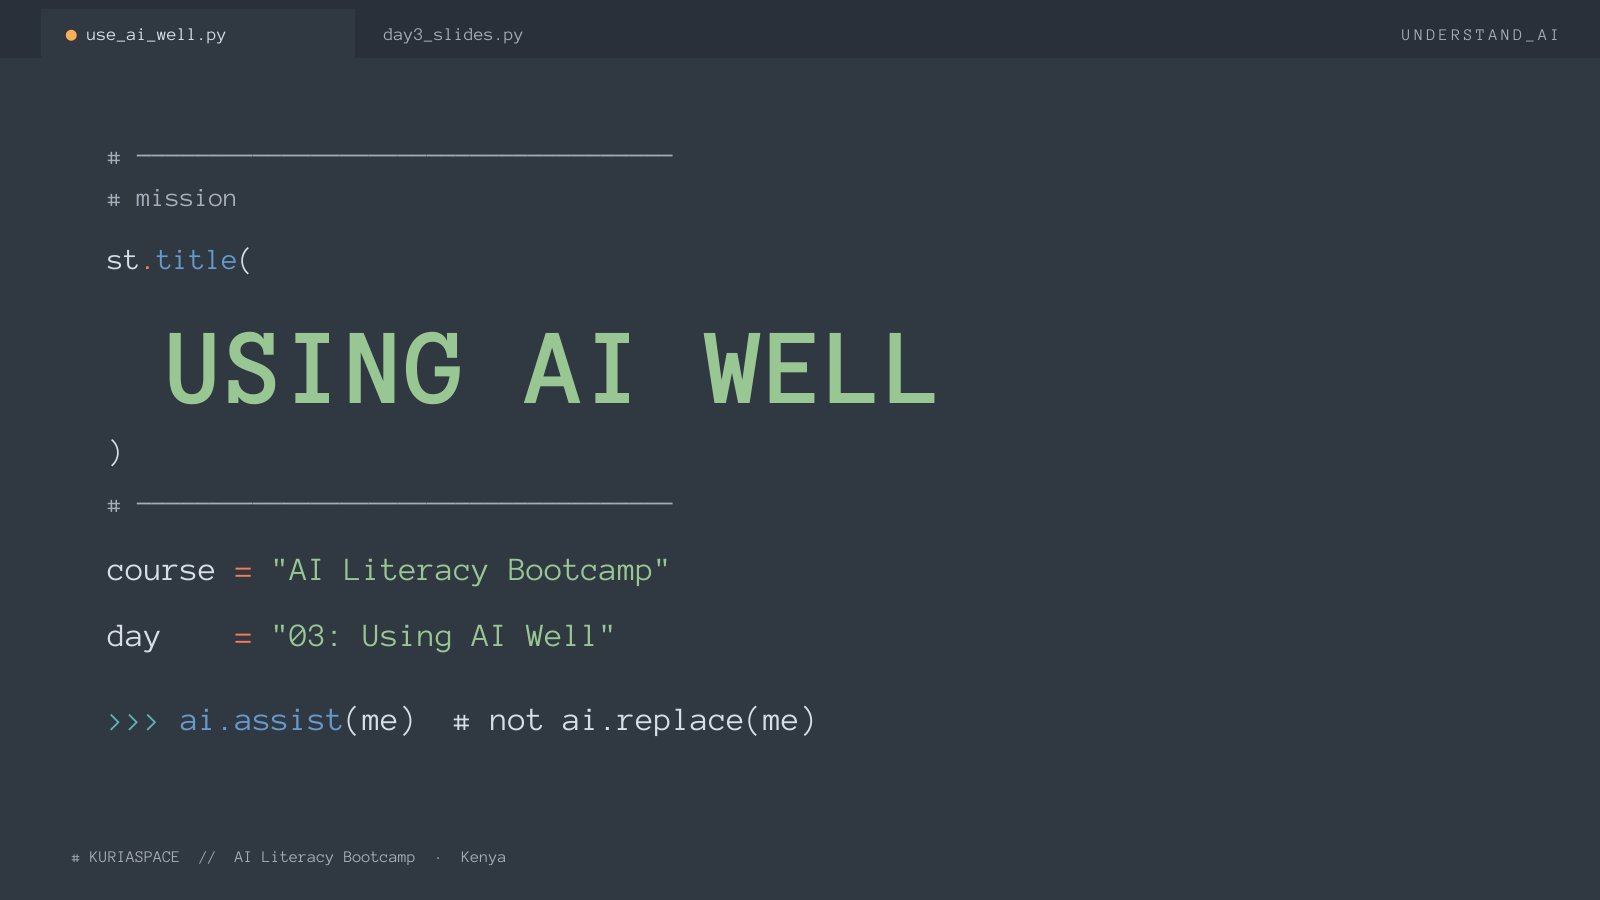 use_ai_well.py
day3_slides.py
UNDERSTAND_AI
# ─────────────────────────────────────
# mission
st.title(
USING AI WELL
)
# ─────────────────────────────────────
course = "AI Literacy Bootcamp"
day    = "03: Using AI Well"
>>> ai.assist(me)  # not ai.replace(me)
# KURIASPACE  //  AI Literacy Bootcamp  ·  Kenya